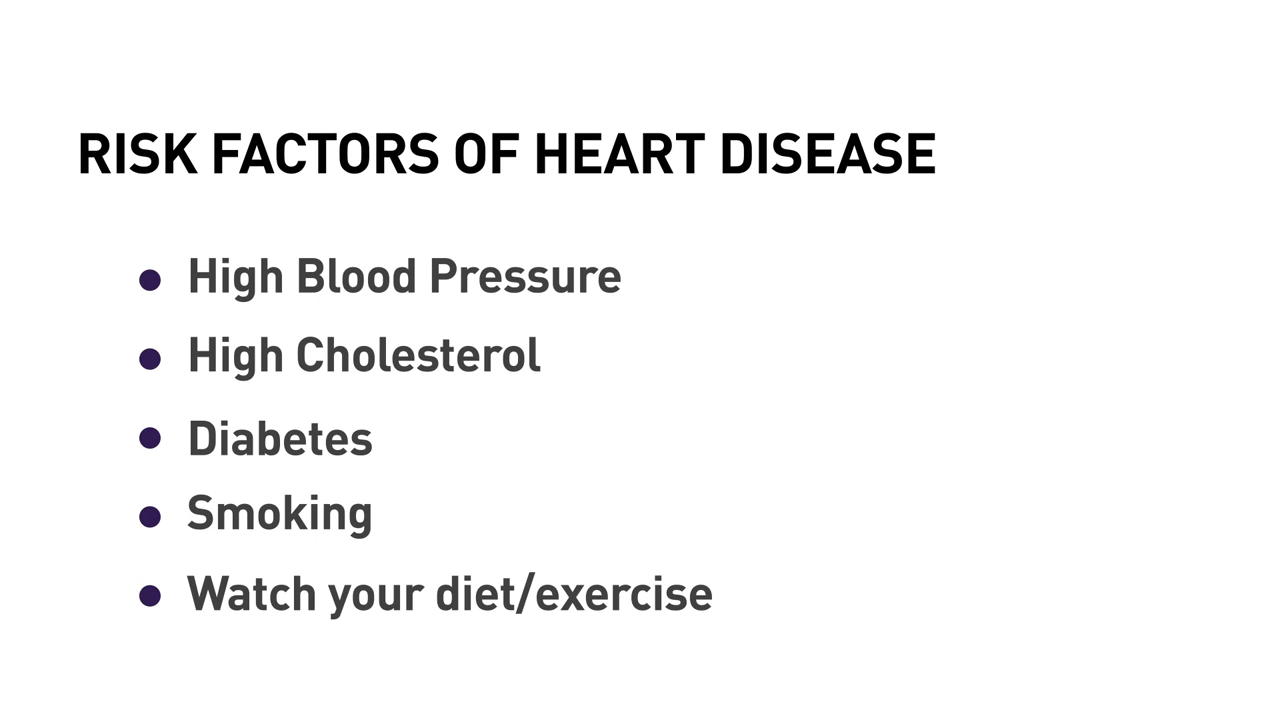 RISK FACTORS OF HEART DISEASE
● High Blood Pressure
● High Cholesterol
● Diabetes
● Smoking
● Watch your diet/exercise